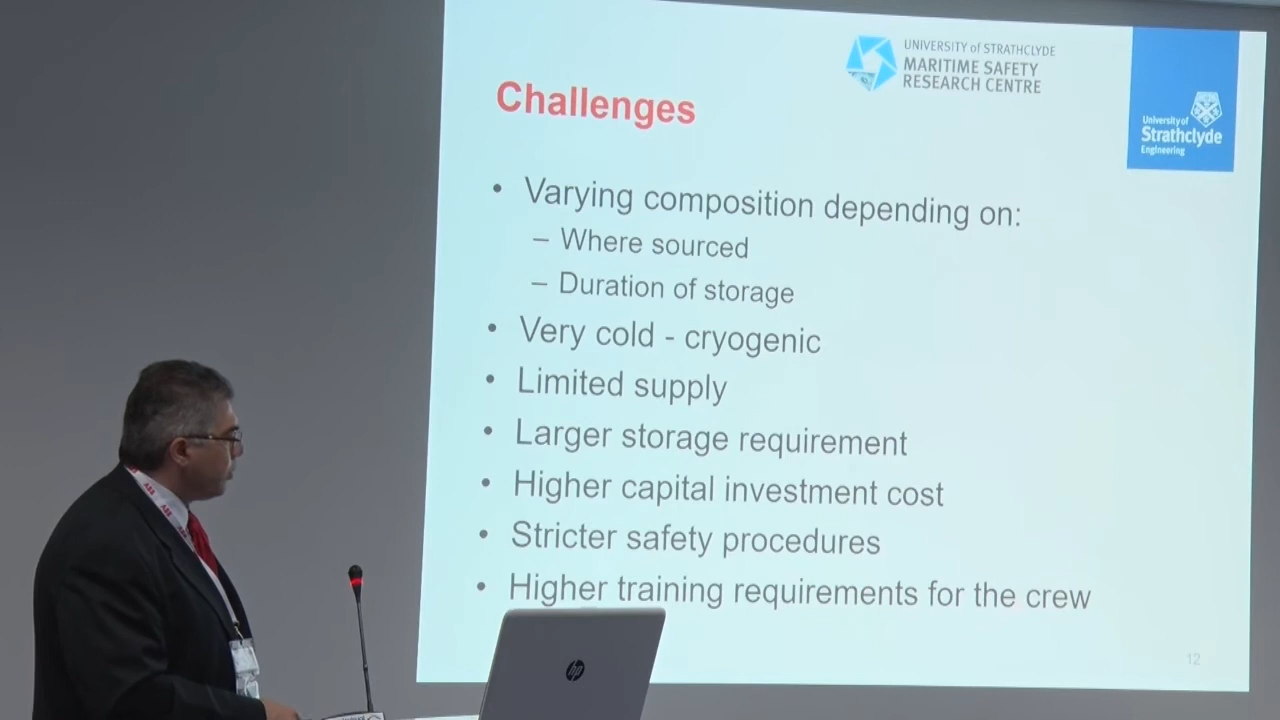 UNIVERSITY of STRATHCLYDE
MARITIME SAFETY
RESEARCH CENTRE
University of
Strathclyde
Engineering
Challenges
• Varying composition depending on:
– Where sourced
– Duration of storage
• Very cold - cryogenic
• Limited supply
• Larger storage requirement
• Higher capital investment cost
• Stricter safety procedures
• Higher training requirements for the crew
12
hp
ABB
ABB